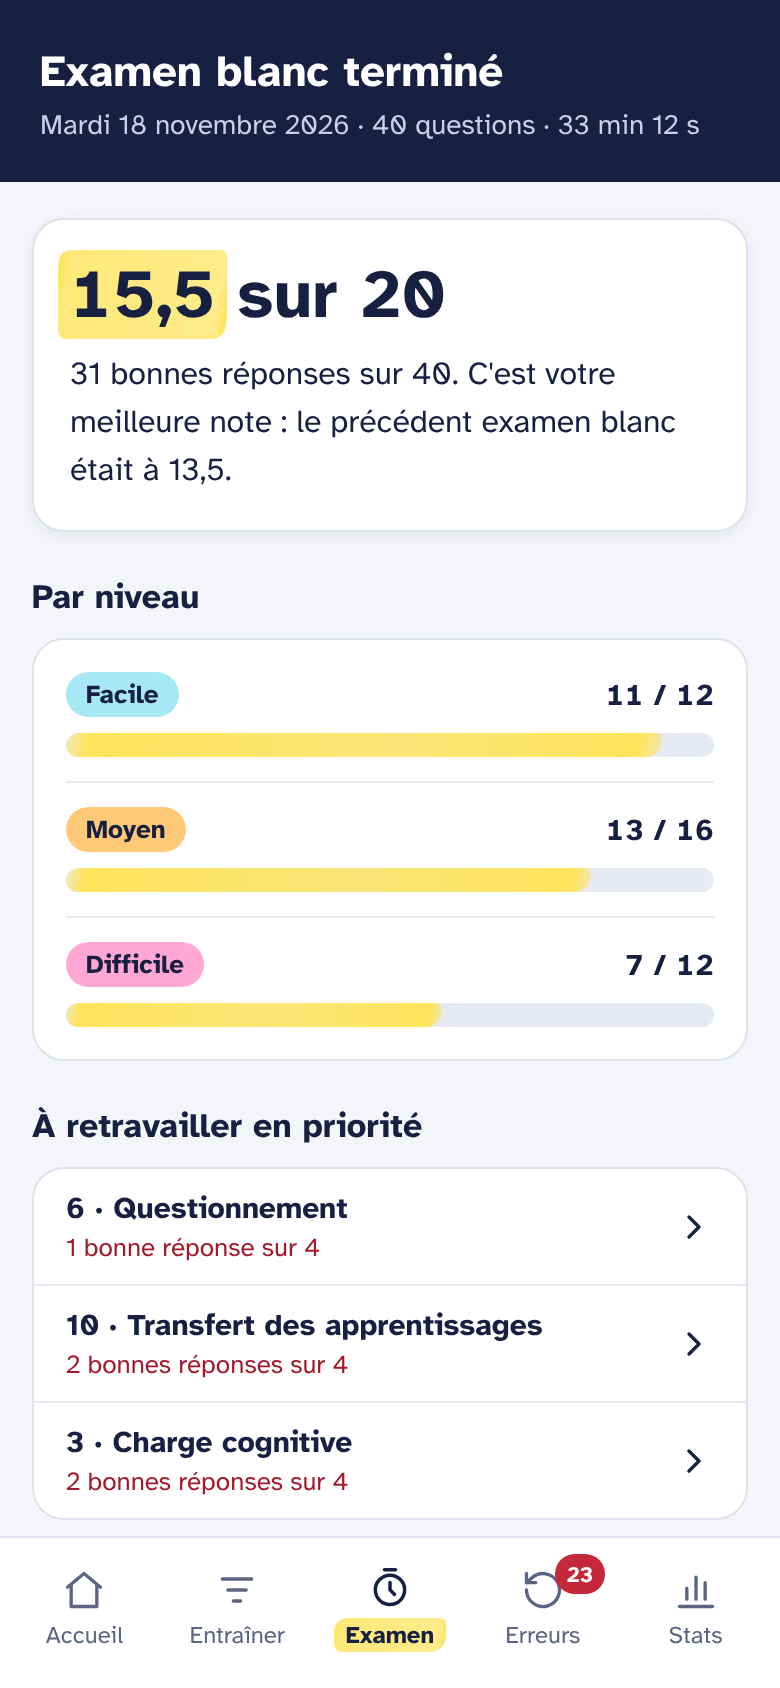 Examen blanc terminé
Mardi 18 novembre 2026 · 40 questions · 33 min 12 s
15,5 sur 20
31 bonnes réponses sur 40. C'est votre
meilleure note : le précédent examen blanc
était à 13,5.
Par niveau
Facile 11 / 12
Moyen 13 / 16
Difficile 7 / 12
À retravailler en priorité
6 · Questionnement
1 bonne réponse sur 4
10 · Transfert des apprentissages
2 bonnes réponses sur 4
3 · Charge cognitive
2 bonnes réponses sur 4
23
Accueil Entraîner Examen Erreurs Stats